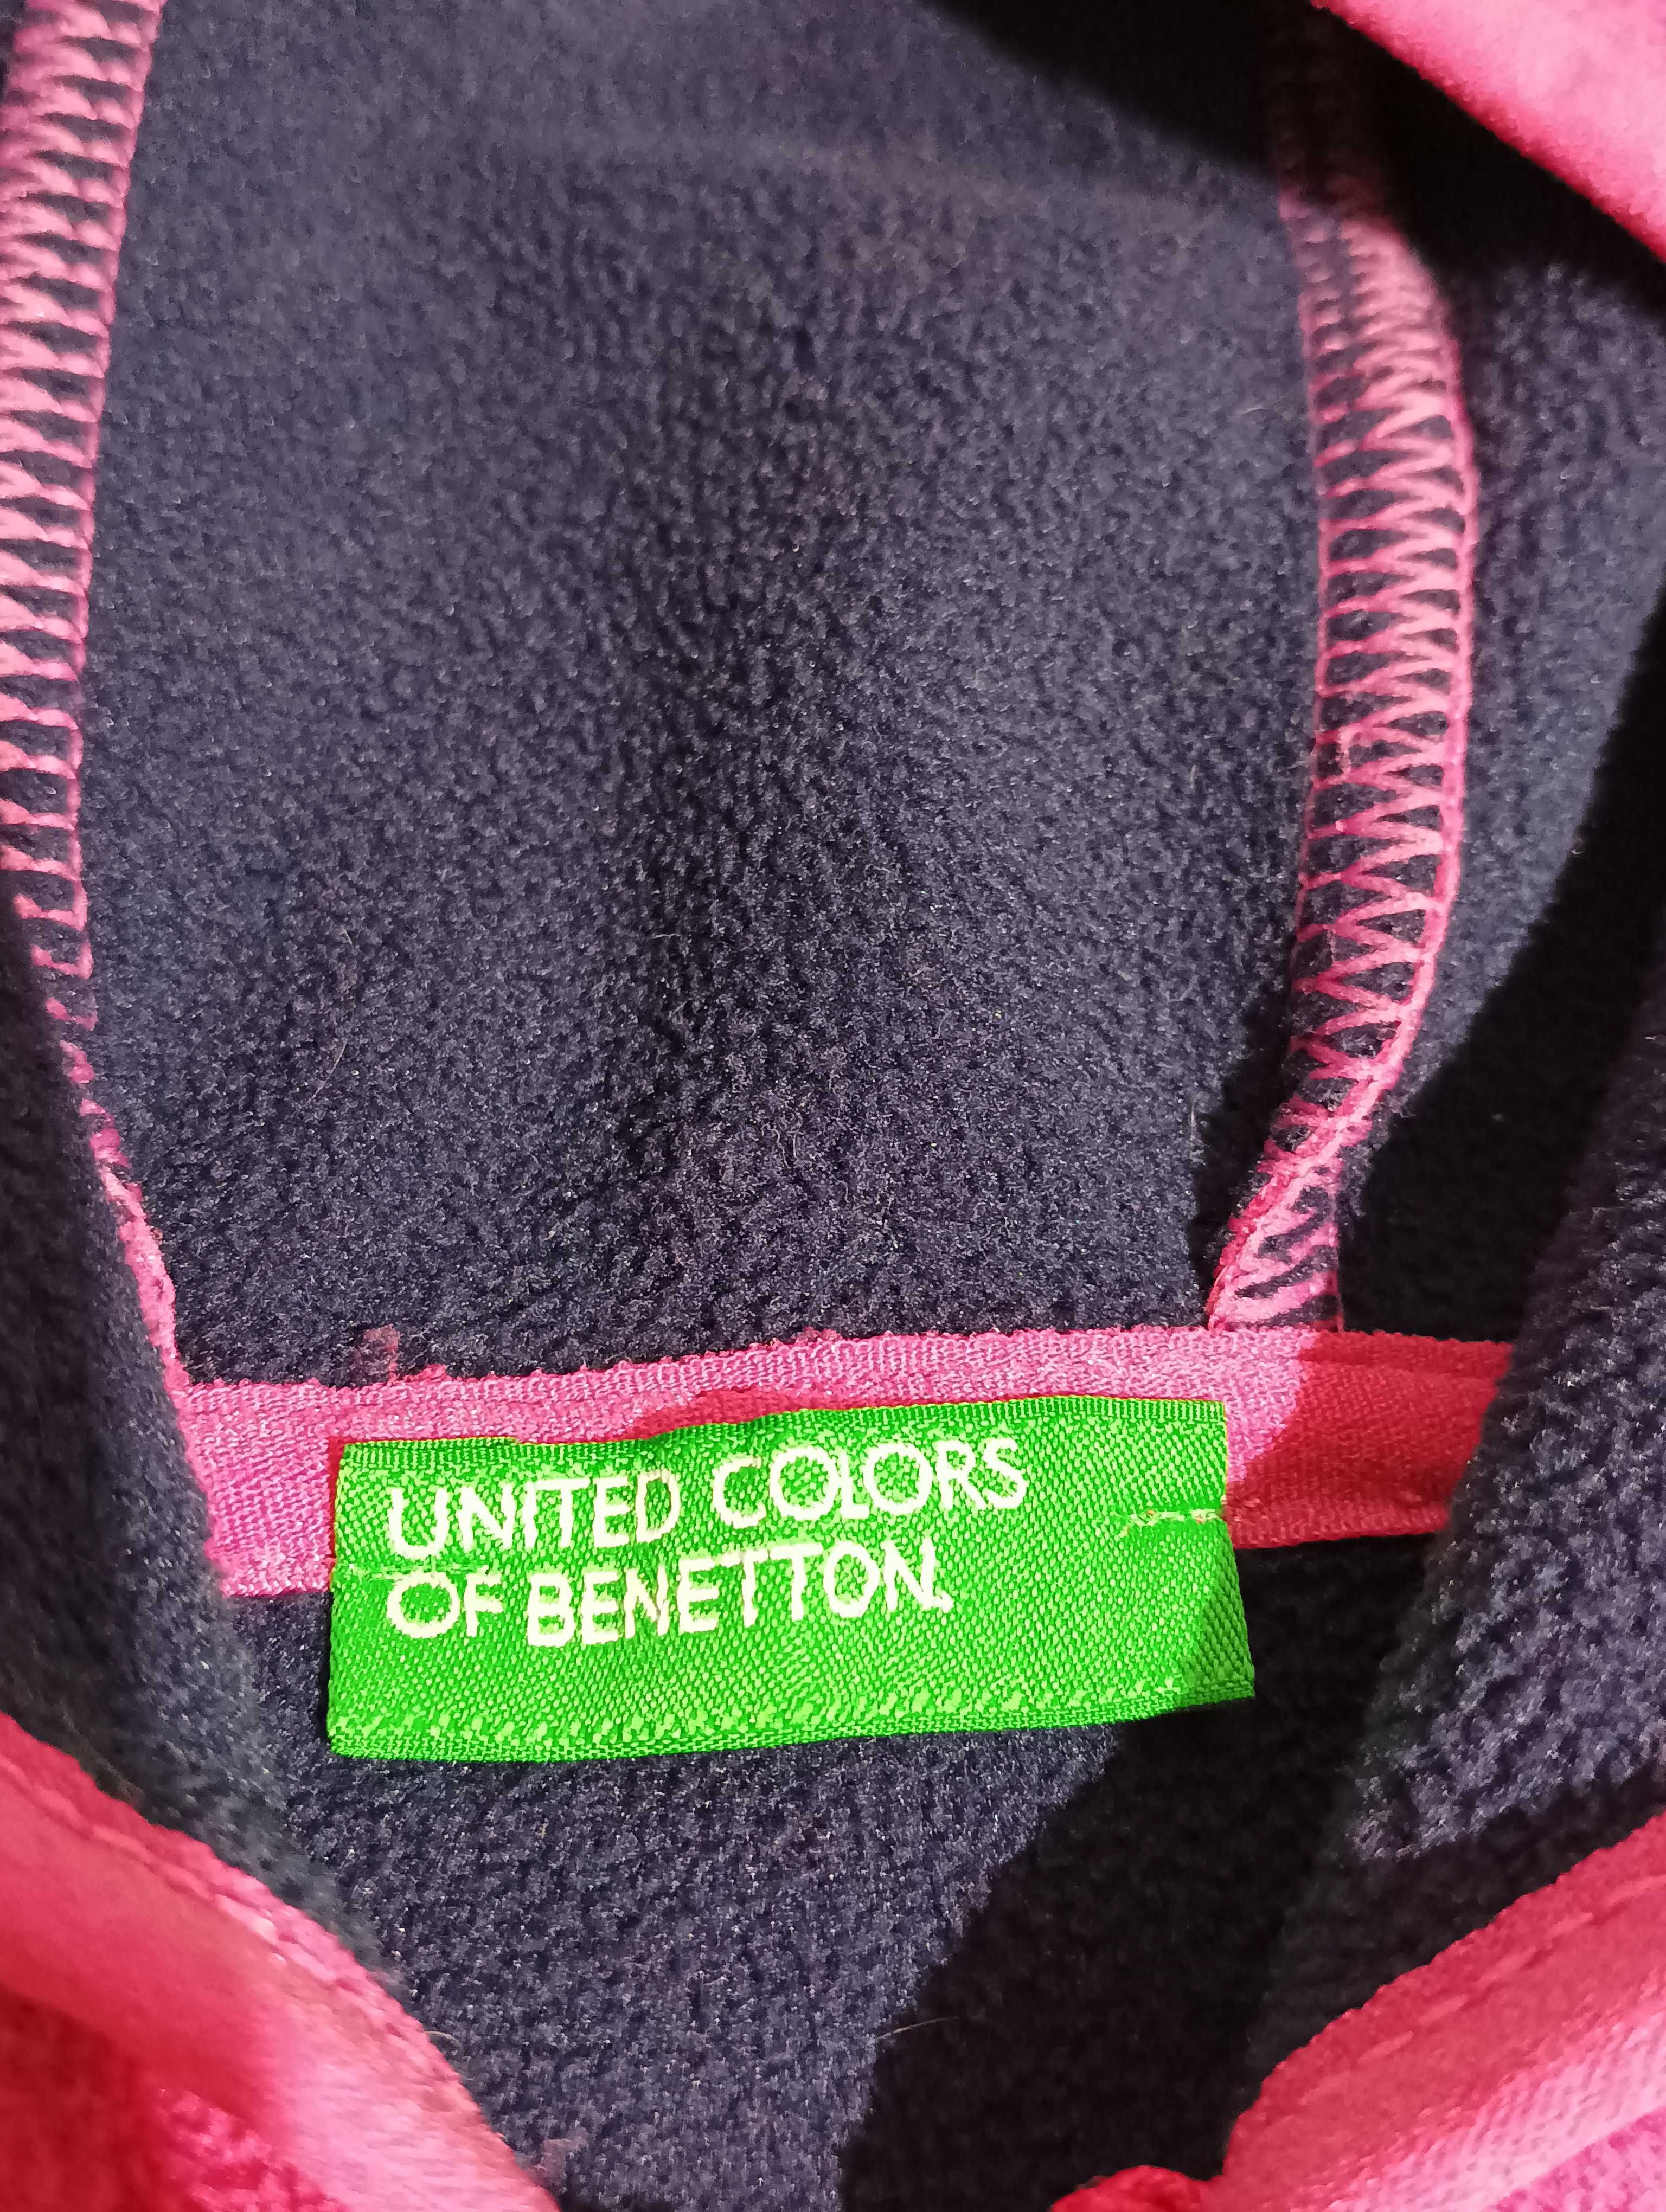 UNITED COLORS
OF BENETTON.